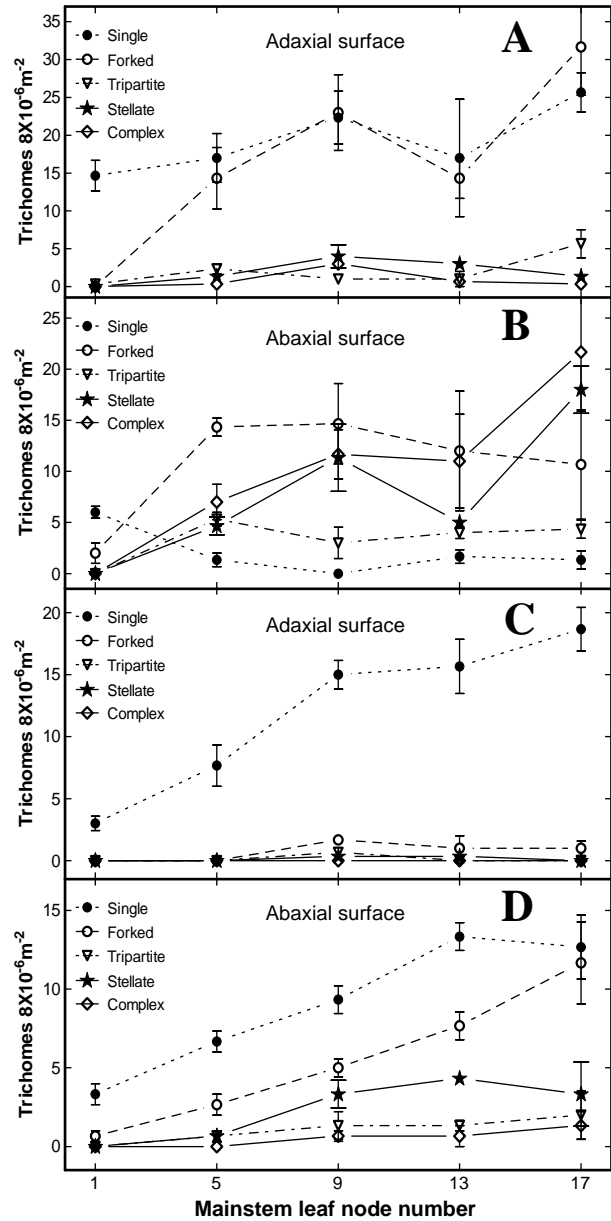 Adaxial surface A
Single
Forked
Tripartite
Stellate
Complex
35
30
25
20
15
10
5
0
Trichomes 8X10-6m-2
Abaxial surface B
Single
Forked
Tripartite
Stellate
Complex
25
20
15
10
5
0
Trichomes 8X10-6m-2
Adaxial surface C
Single
Forked
Tripartite
Stellate
Complex
20
15
10
5
0
Trichomes 8X10-6m-2
Abaxial surface D
Single
Forked
Tripartite
Stellate
Complex
15
10
5
0
Trichomes 8X10-6m-2
1 5 9 13 17
Mainstem leaf node number